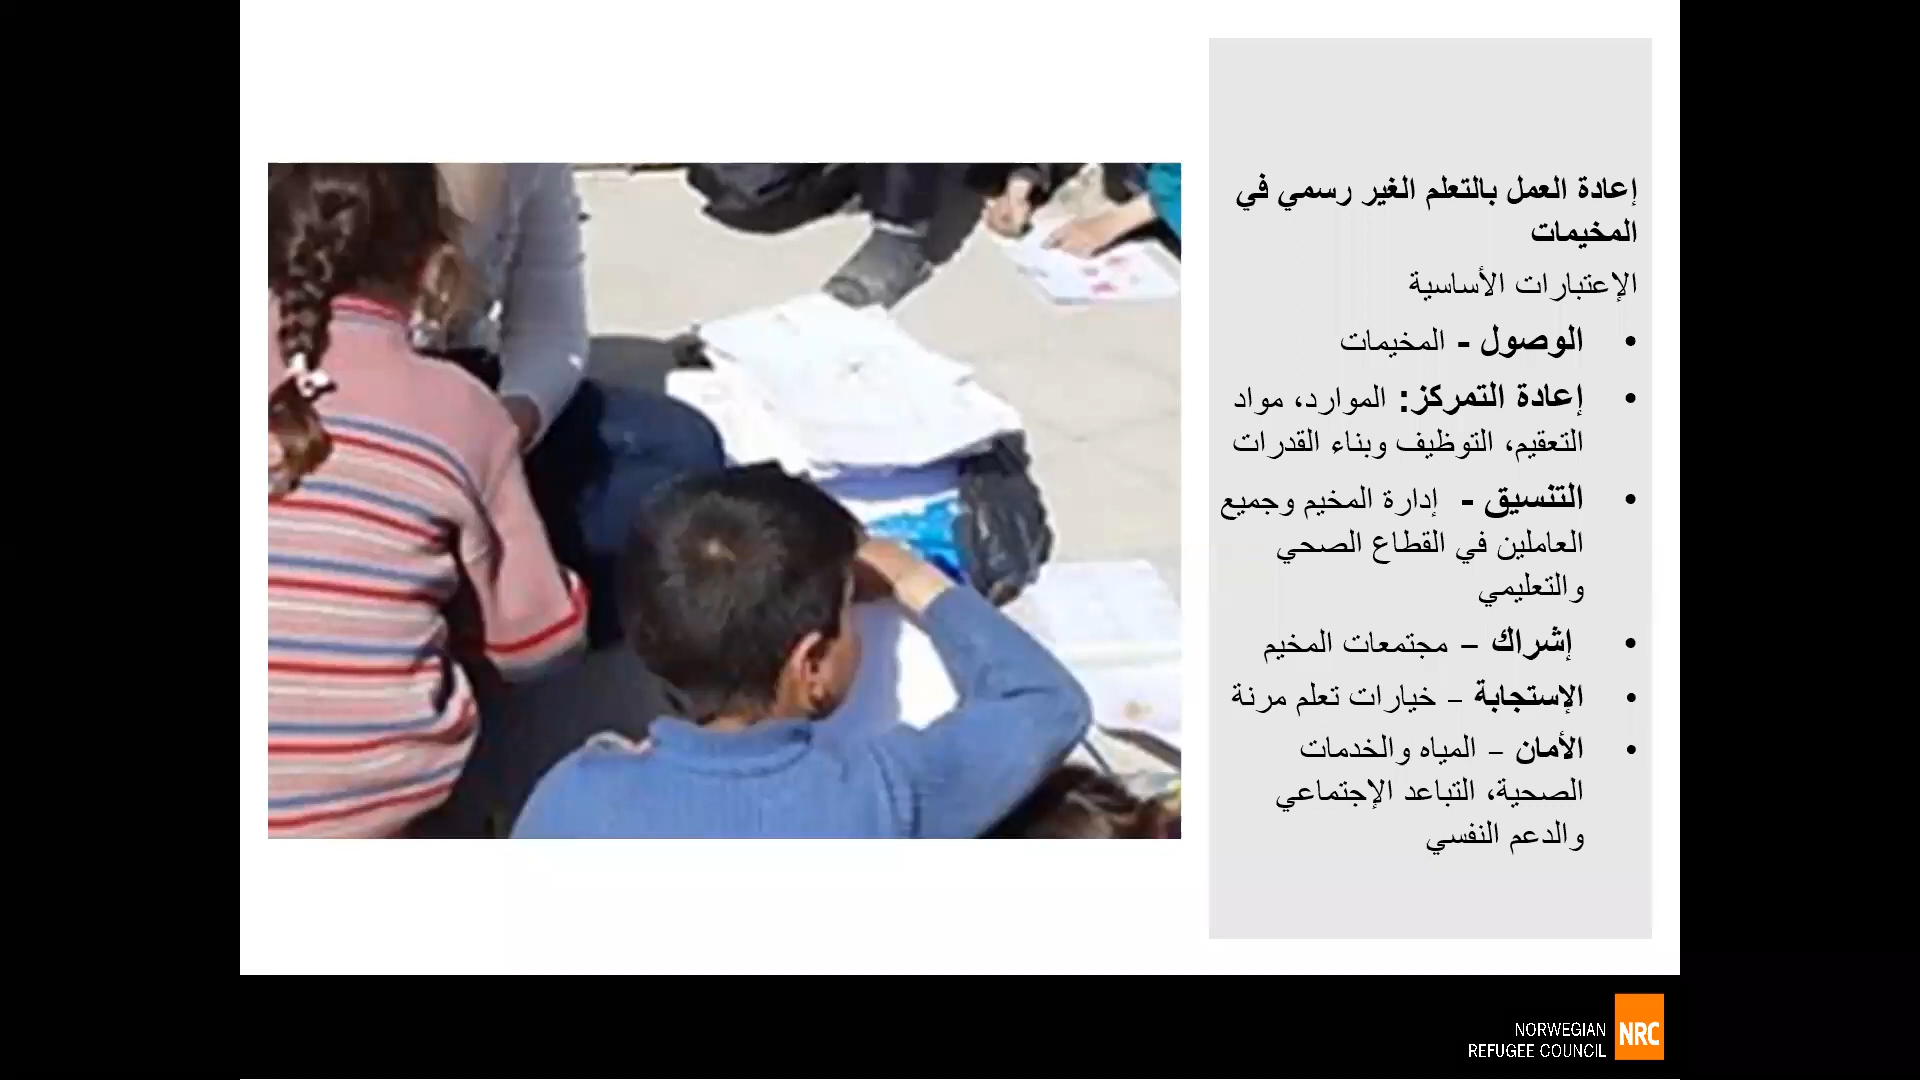 إعادة العمل بالتعلم الغير رسمي في
المخيمات
الإعتبارات الأساسية
• الوصول - المخيمات
• إعادة التمركز: الموارد، مواد
التعقيم، التوظيف وبناء القدرات
• التنسيق - إدارة المخيم وجميع
العاملين في القطاع الصحي
والتعليمي
• إشراك – مجتمعات المخيم
• الإستجابة – خيارات تعلم مرنة
• الأمان – المياه والخدمات
الصحية، التباعد الإجتماعي
والدعم النفسي
NORWEGIAN
REFUGEE COUNCIL
NRC